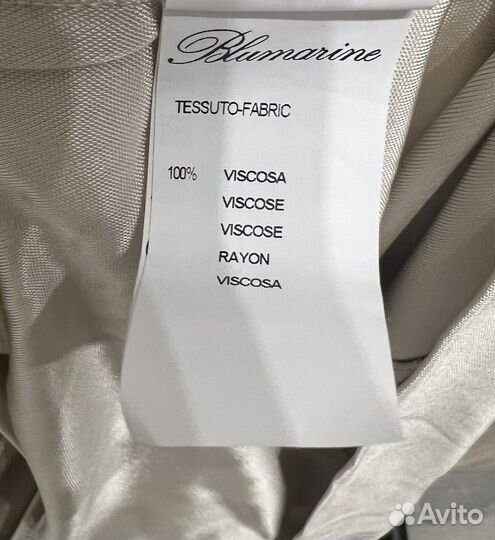 Blumarine
TESSUTO-FABRIC
100% VISCOSA
VISCOSE
VISCOSE
RAYON
VISCOSA
Avito